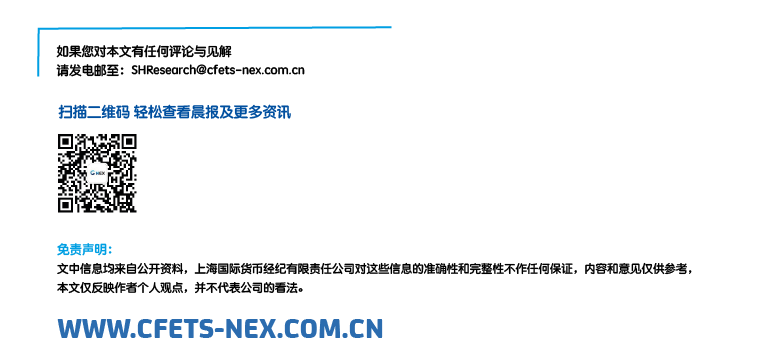 如果您对本文有任何评论与见解
请发电邮至：SHResearch@cfets-nex.com.cn
扫描二维码 轻松查看晨报及更多资讯
NEX
免责声明：
文中信息均来自公开资料，上海国际货币经纪有限责任公司对这些信息的准确性和完整性不作任何保证，内容和意见仅供参考，
本文仅反映作者个人观点，并不代表公司的看法。
WWW.CFETS-NEX.COM.CN